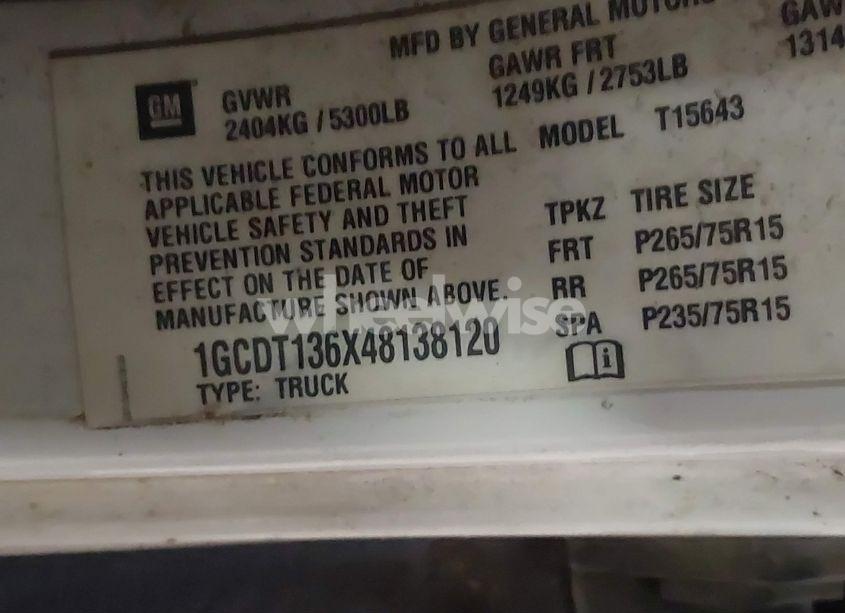 MFD BY GENERAL MOTORS
GM
GVWR
2404KG / 5300LB
GAWR FRT
1249KG / 2753LB
GAW
1314
THIS VEHICLE CONFORMS TO ALL
APPLICABLE FEDERAL MOTOR
VEHICLE SAFETY AND THEFT
PREVENTION STANDARDS IN
EFFECT ON THE DATE OF
MANUFACTURE SHOWN ABOVE.
MODEL T15643
TPKZ TIRE SIZE
FRT P265/75R15
RR P265/75R15
SPA P235/75R15
1GCDT136X48138120
TYPE: TRUCK
i
wheelwise